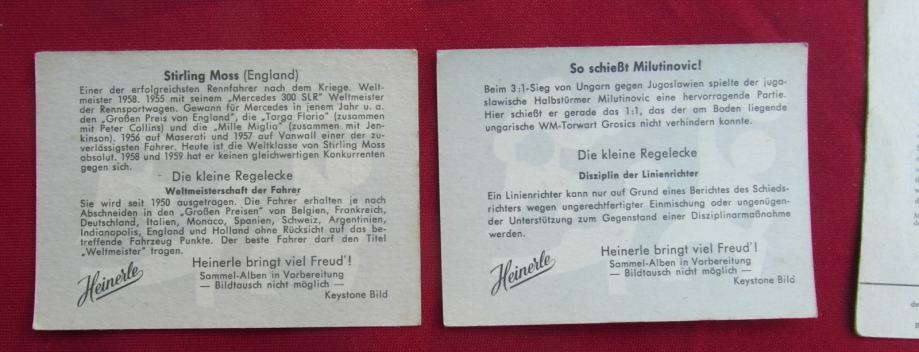 Stirling Moss (England)
Einer der erfolgreichsten Rennfahrer nach dem Kriege. Welt-
meister 1958. 1955 mit seinem „Mercedes 300 SLR" Weltmeister
der Rennsportwagen. Gewann für Mercedes in jenem Jahr u. a.
den „Großen Preis von England", die „Targa Florio" (zusammen
mit Peter Collins) und die „Mille Miglia" (zusammen mit Jen-
kinson). 1956 auf Maserati und 1957 auf Vanwall einer der zu-
verlässigsten Fahrer. Heute ist die Weltklasse von Stirling Moss
absolut. 1958 und 1959 hat er keinen gleichwertigen Konkurrenten
gegen sich.
Die kleine Regelecke
Weltmeisterschaft der Fahrer
Sie wird seit 1950 ausgetragen. Die Fahrer erhalten je nach
Abschneiden in den „Großen Preisen" von Belgien, Frankreich,
Deutschland, Italien, Monaco, Spanien, Schweiz, Argentinien,
Indianapolis, England und Holland ohne Rücksicht auf das be-
treffende Fahrzeug Punkte. Der beste Fahrer darf den Titel
„Weltmeister" tragen.
Heinerle bringt viel Freud'!
Sammel-Alben in Vorbereitung
— Bildtausch nicht möglich —
Keystone Bild
Heinerle
So schießt Milutinovic!
Beim 3:1-Sieg von Ungarn gegen Jugoslawien spielte der jugo-
slawische Halbstürmer Milutinovic eine hervorragende Partie.
Hier schießt er gerade das 1:1, das der am Boden liegende
ungarische WM-Torwart Grosics nicht verhindern konnte.
Die kleine Regelecke
Disziplin der Linienrichter
Ein Linienrichter kann nur auf Grund eines Berichtes des Schieds-
richters wegen ungerechtfertigter Einmischung oder ungenügen-
der Unterstützung zum Gegenstand einer Disziplinarmaßnahme
werden.
Heinerle bringt viel Freud'!
Sammel-Alben in Vorbereitung
— Bildtausch nicht möglich —
Keystone Bild
Heinerle